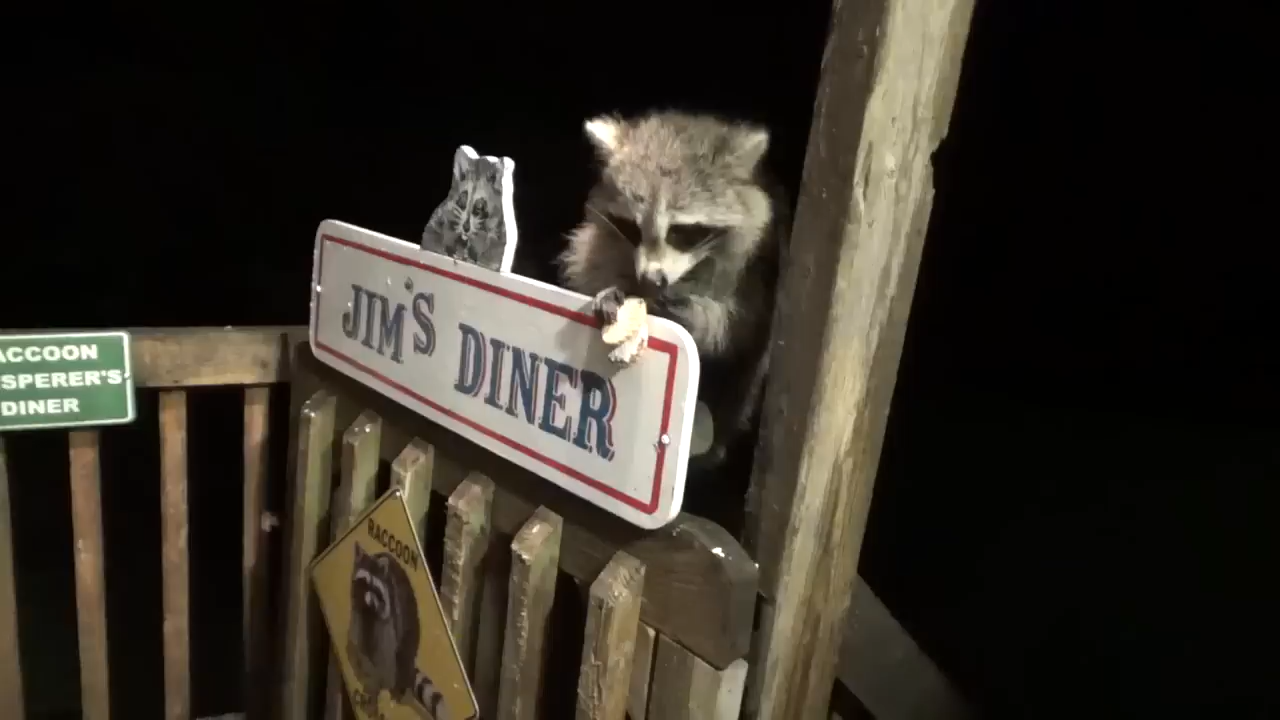 JIM'S DINER
ACCOON
SPERER'S
DINER
RACCOON